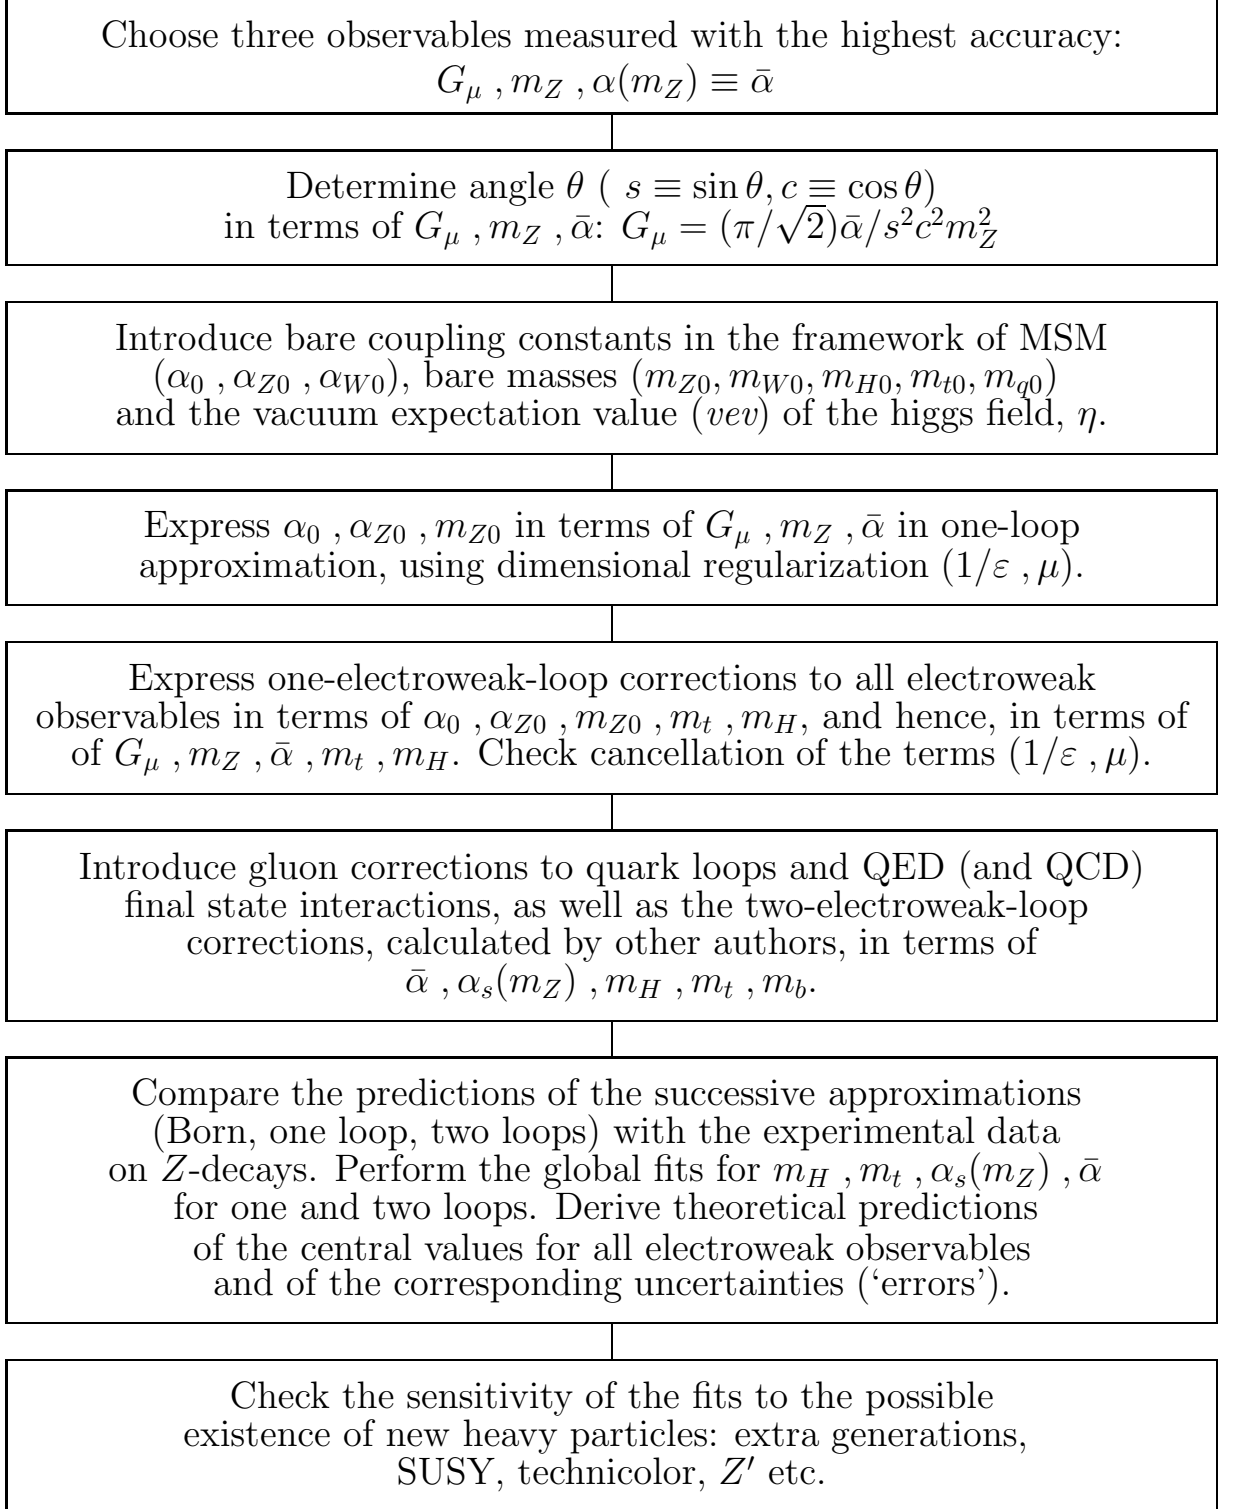 Choose three observables measured with the highest accuracy:
G_μ , m_Z , α(m_Z) ≡ ᾱ
Determine angle θ ( s ≡ sin θ, c ≡ cos θ)
in terms of G_μ , m_Z , ᾱ: G_μ = (π/√2)ᾱ/s²c²m_Z²
Introduce bare coupling constants in the framework of MSM
(α_0 , α_Z0 , α_W0), bare masses (m_Z0, m_W0, m_H0, m_t0, m_q0)
and the vacuum expectation value (vev) of the higgs field, η.
Express α_0 , α_Z0 , m_Z0 in terms of G_μ , m_Z , ᾱ in one-loop
approximation, using dimensional regularization (1/ε , μ).
Express one-electroweak-loop corrections to all electroweak
observables in terms of α_0 , α_Z0 , m_Z0 , m_t , m_H, and hence, in terms of
of G_μ , m_Z , ᾱ , m_t , m_H. Check cancellation of the terms (1/ε , μ).
Introduce gluon corrections to quark loops and QED (and QCD)
final state interactions, as well as the two-electroweak-loop
corrections, calculated by other authors, in terms of
ᾱ , α_s(m_Z) , m_H , m_t , m_b.
Compare the predictions of the successive approximations
(Born, one loop, two loops) with the experimental data
on Z-decays. Perform the global fits for m_H , m_t , α_s(m_Z) , ᾱ
for one and two loops. Derive theoretical predictions
of the central values for all electroweak observables
and of the corresponding uncertainties (‘errors’).
Check the sensitivity of the fits to the possible
existence of new heavy particles: extra generations,
SUSY, technicolor, Z′ etc.